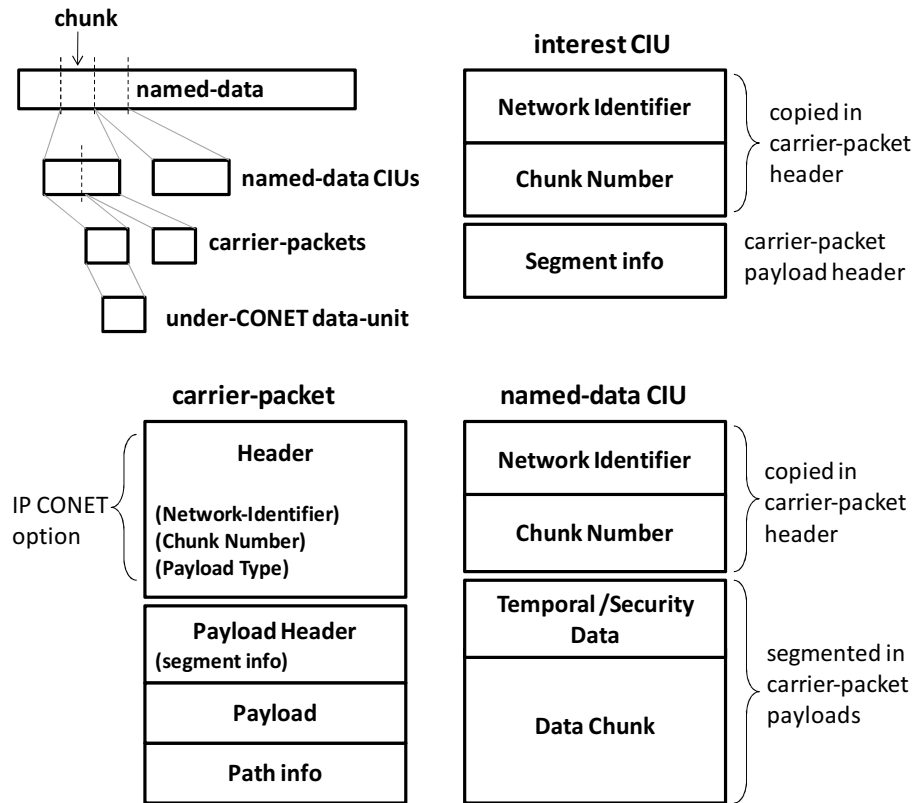 chunk
named-data
named-data CIUs
carrier-packets
under-CONET data-unit
interest CIU
Network Identifier
Chunk Number
copied in
carrier-packet
header
Segment info
carrier-packet
payload header
carrier-packet
Header
(Network-Identifier)
(Chunk Number)
(Payload Type)
IP CONET
option
Payload Header
(segment info)
Payload
Path info
named-data CIU
Network Identifier
Chunk Number
copied in
carrier-packet
header
Temporal /Security
Data
Data Chunk
segmented in
carrier-packet
payloads